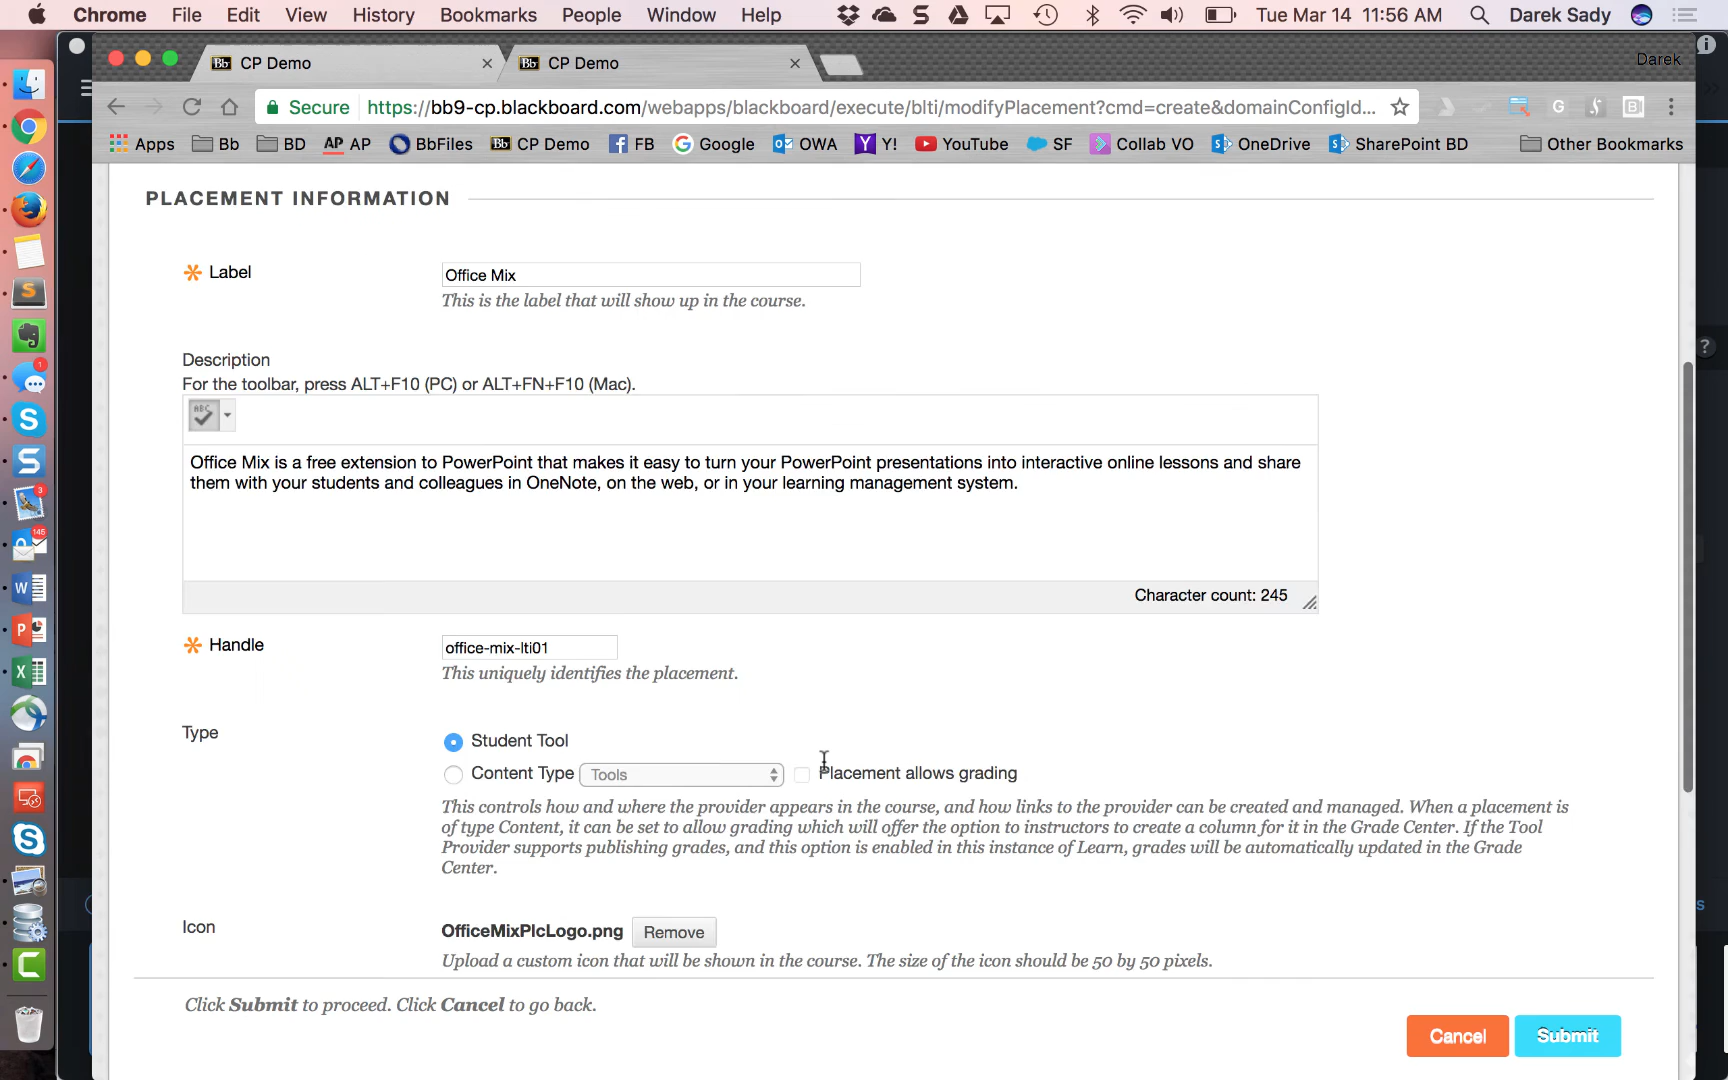 Chrome File Edit View History Bookmarks People Window Help Tue Mar 14 11:56 AM Darek Sady
Bb CP Demo
Bb CP Demo
Darek
Secure https://bb9-cp.blackboard.com/webapps/blackboard/execute/blti/modifyPlacement?cmd=create&domainConfigId...
Apps Bb BD AP AP BbFiles Bb CP Demo FB Google OWA Y! YouTube SF Collab VO OneDrive SharePoint BD Other Bookmarks
PLACEMENT INFORMATION
Label Office Mix
This is the label that will show up in the course.
Description
For the toolbar, press ALT+F10 (PC) or ALT+FN+F10 (Mac).
ABC
Office Mix is a free extension to PowerPoint that makes it easy to turn your PowerPoint presentations into interactive online lessons and share
them with your students and colleagues in OneNote, on the web, or in your learning management system.
Character count: 245
Handle office-mix-lti01
This uniquely identifies the placement.
Type
Student Tool
Content Type Tools Placement allows grading
This controls how and where the provider appears in the course, and how links to the provider can be created and managed. When a placement is
of type Content, it can be set to allow grading which will offer the option to instructors to create a column for it in the Grade Center. If the Tool
Provider supports publishing grades, and this option is enabled in this instance of Learn, grades will be automatically updated in the Grade
Center.
Icon OfficeMixPlcLogo.png Remove
Upload a custom icon that will be shown in the course. The size of the icon should be 50 by 50 pixels.
Click Submit to proceed. Click Cancel to go back.
Cancel Submit